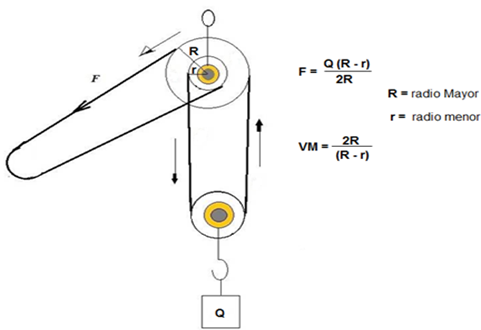 R
r
F
F = Q (R - r)
2R
R = radio Mayor
r = radio menor
VM = 2R
(R - r)
Q